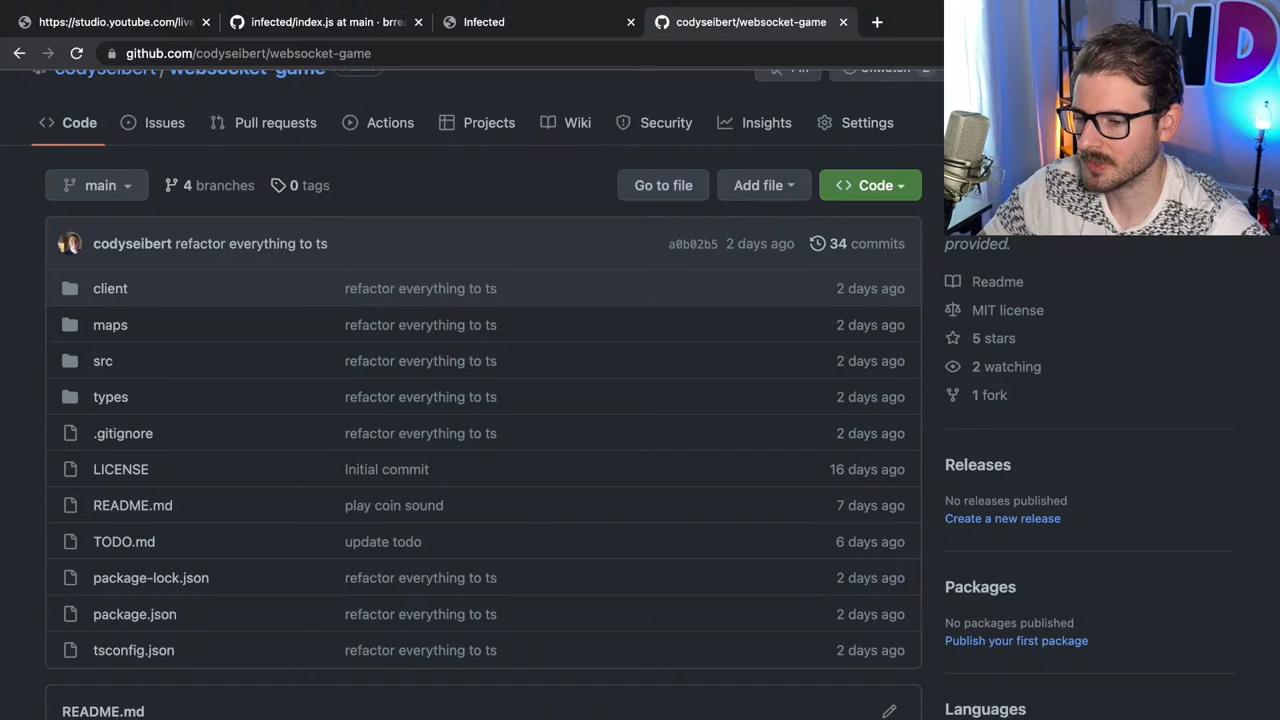 https://studio.youtube.com/live
infected/index.js at main · brrea
Infected
codyseibert/websocket-game
github.com/codyseibert/websocket-game
codyseibert / websocket-game
Pin
Unwatch 2
Code
Issues
Pull requests
Actions
Projects
Wiki
Security
Insights
Settings
main
4 branches
0 tags
Go to file
Add file
Code
WD
provided.
codyseibert refactor everything to ts
a0b02b5 2 days ago
34 commits
client refactor everything to ts 2 days ago
maps refactor everything to ts 2 days ago
src refactor everything to ts 2 days ago
types refactor everything to ts 2 days ago
.gitignore refactor everything to ts 2 days ago
LICENSE Initial commit 16 days ago
README.md play coin sound 7 days ago
TODO.md update todo 6 days ago
package-lock.json refactor everything to ts 2 days ago
package.json refactor everything to ts 2 days ago
tsconfig.json refactor everything to ts 2 days ago
README.md
Readme
MIT license
5 stars
2 watching
1 fork
Releases
No releases published
Create a new release
Packages
No packages published
Publish your first package
Languages